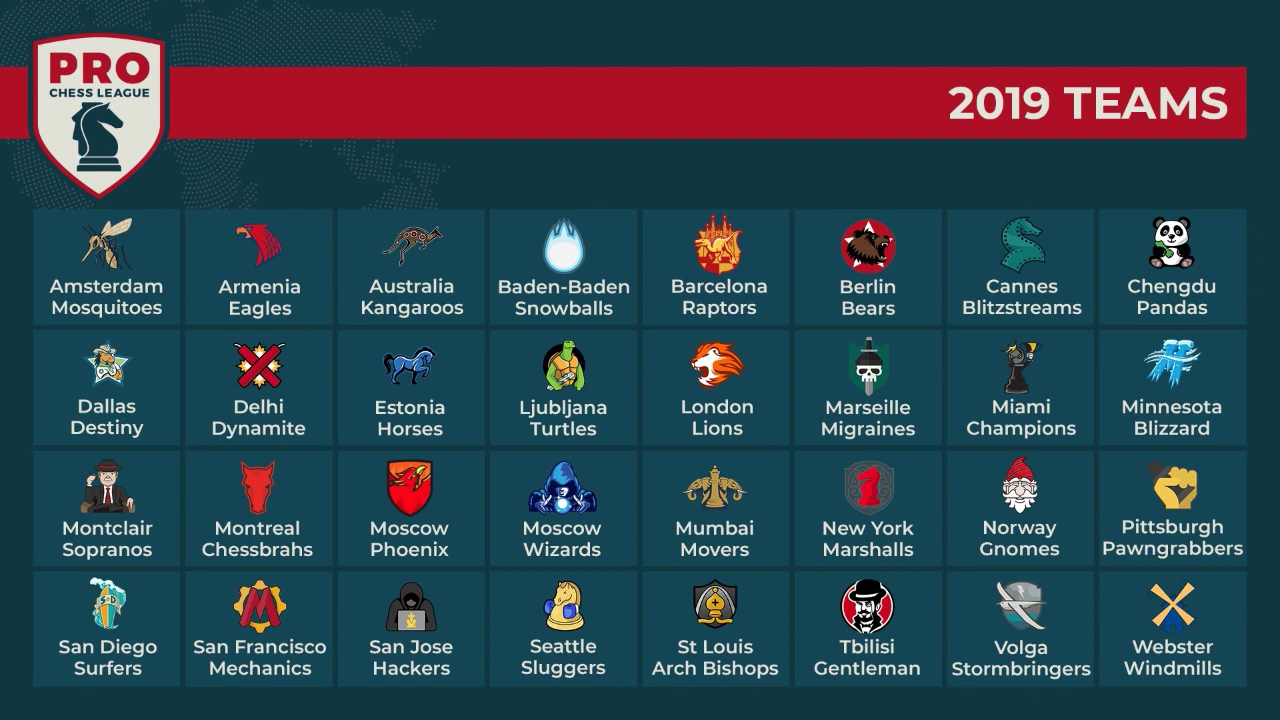 PRO
CHESS LEAGUE
2019 TEAMS
Amsterdam
Mosquitoes
Armenia
Eagles
Australia
Kangaroos
Baden-Baden
Snowballs
Barcelona
Raptors
Berlin
Bears
Cannes
Blitzstreams
Chengdu
Pandas
Dallas
Destiny
Delhi
Dynamite
Estonia
Horses
Ljubljana
Turtles
London
Lions
Marseille
Migraines
Miami
Champions
Minnesota
Blizzard
Montclair
Sopranos
Montreal
Chessbrahs
Moscow
Phoenix
Moscow
Wizards
Mumbai
Movers
New York
Marshalls
Norway
Gnomes
Pittsburgh
Pawngrabbers
San Diego
Surfers
San Francisco
Mechanics
San Jose
Hackers
Seattle
Sluggers
St Louis
Arch Bishops
Tbilisi
Gentleman
Volga
Stormbringers
Webster
Windmills